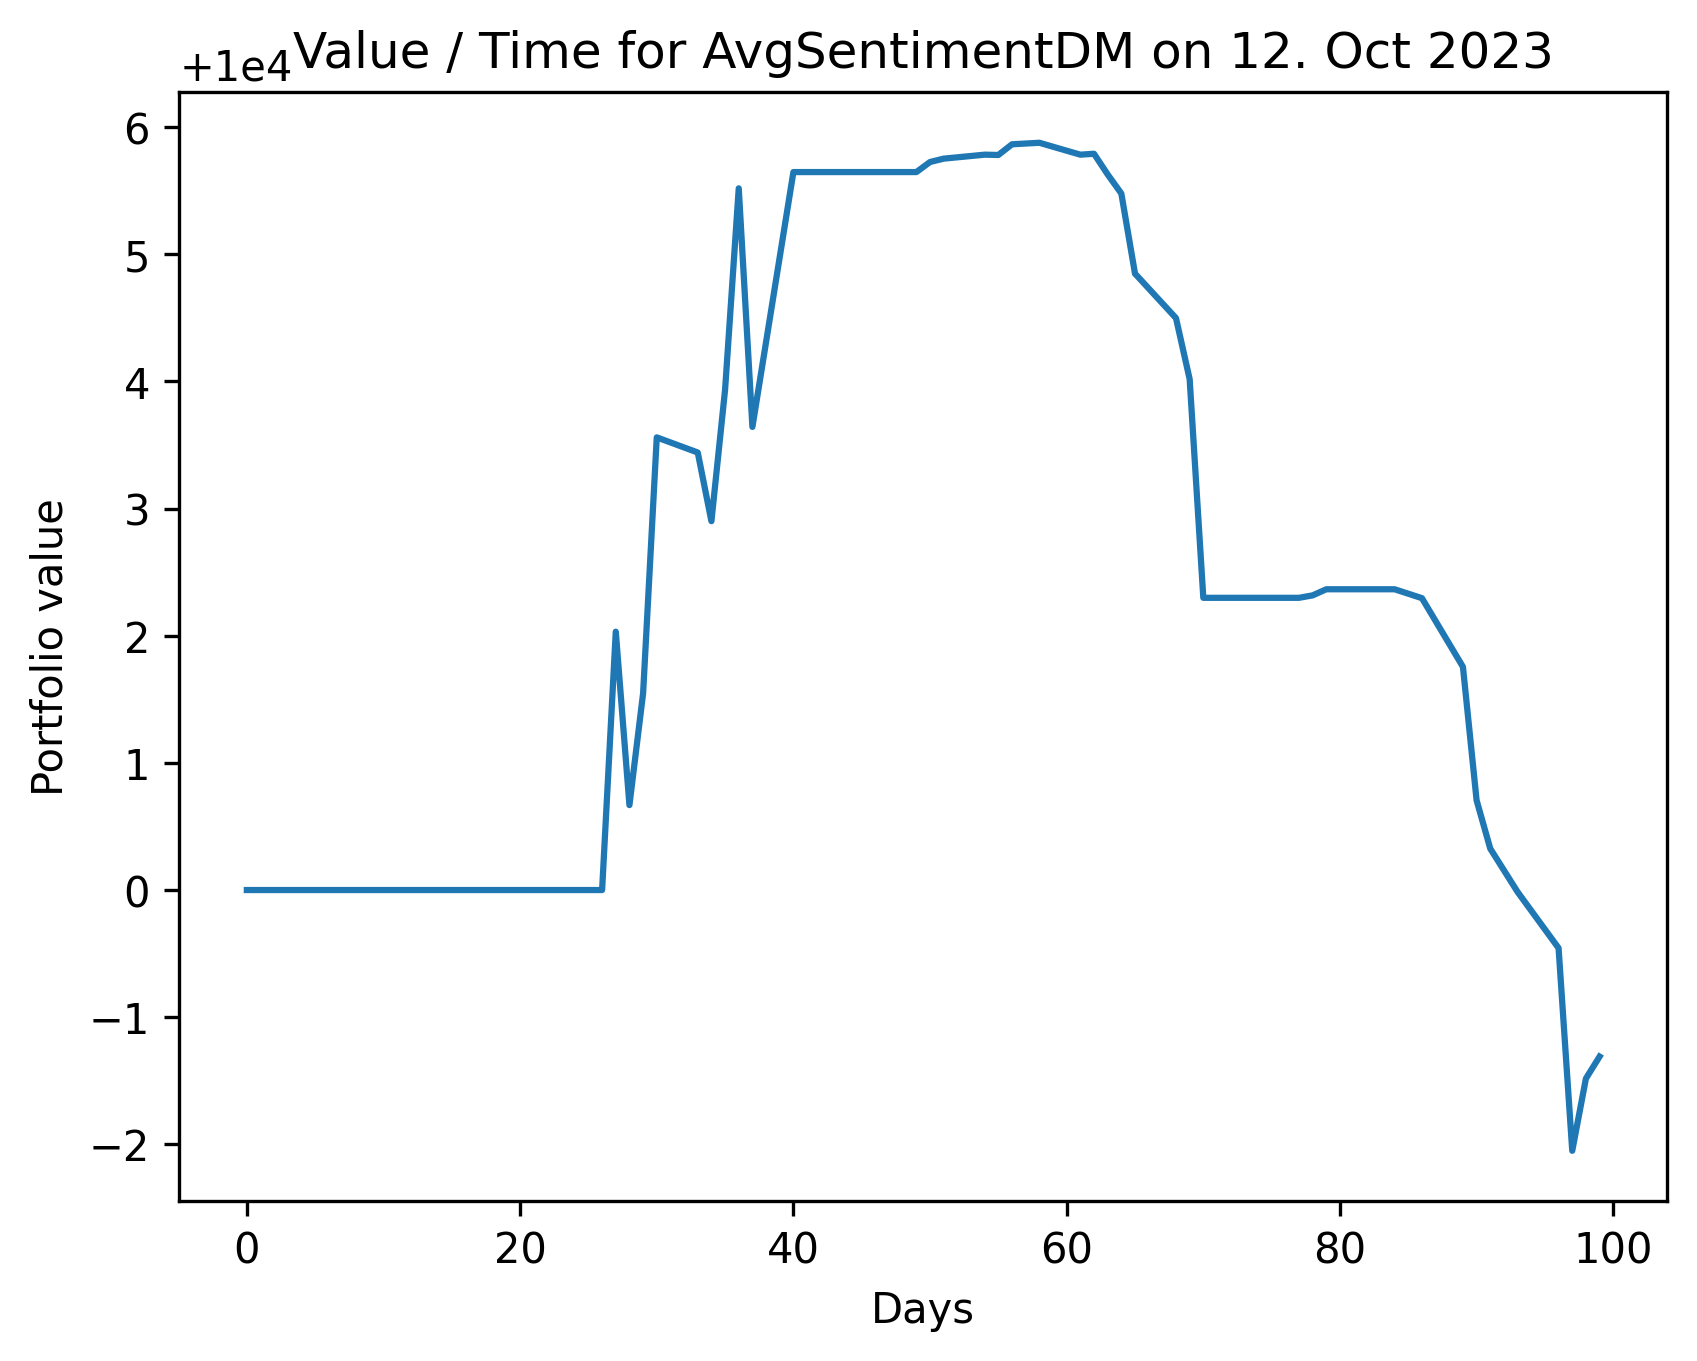 Value / Time for AvgSentimentDM on 12. Oct 2023
+1e4
6
5
4
3
2
1
0
−1
−2
Portfolio value
0 20 40 60 80 100
Days